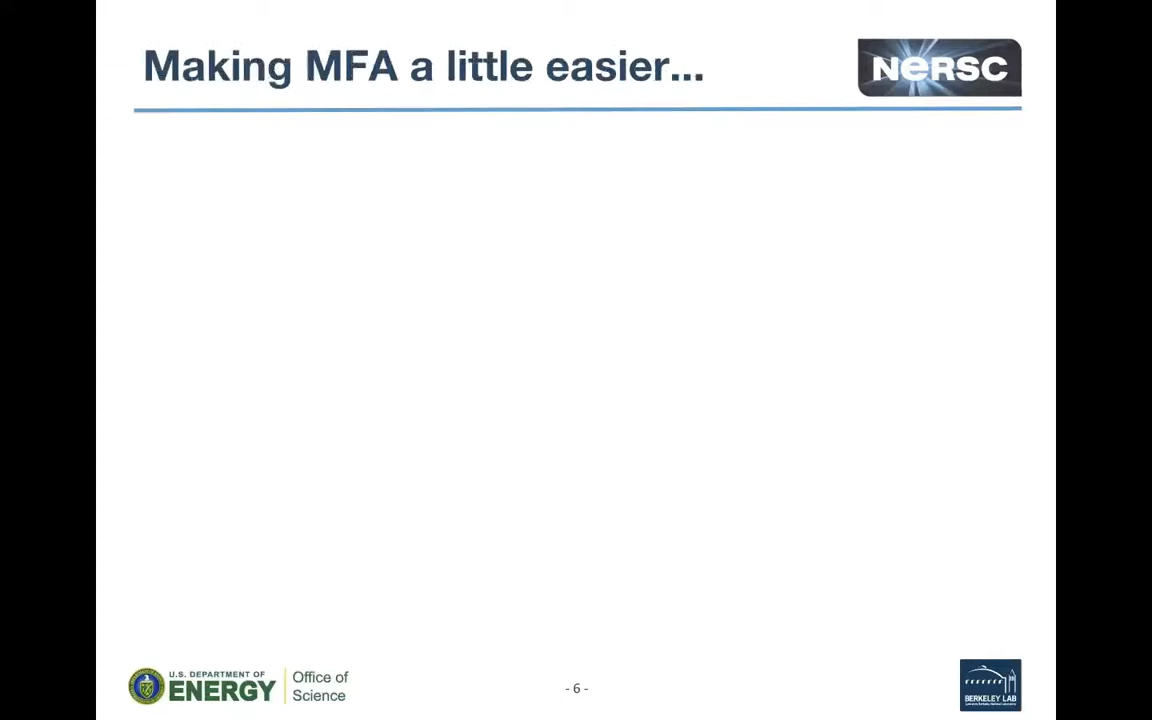 Making MFA a little easier...
NERSC
U.S. DEPARTMENT OF
ENERGY
Office of
Science
- 6 -
BERKELEY LAB